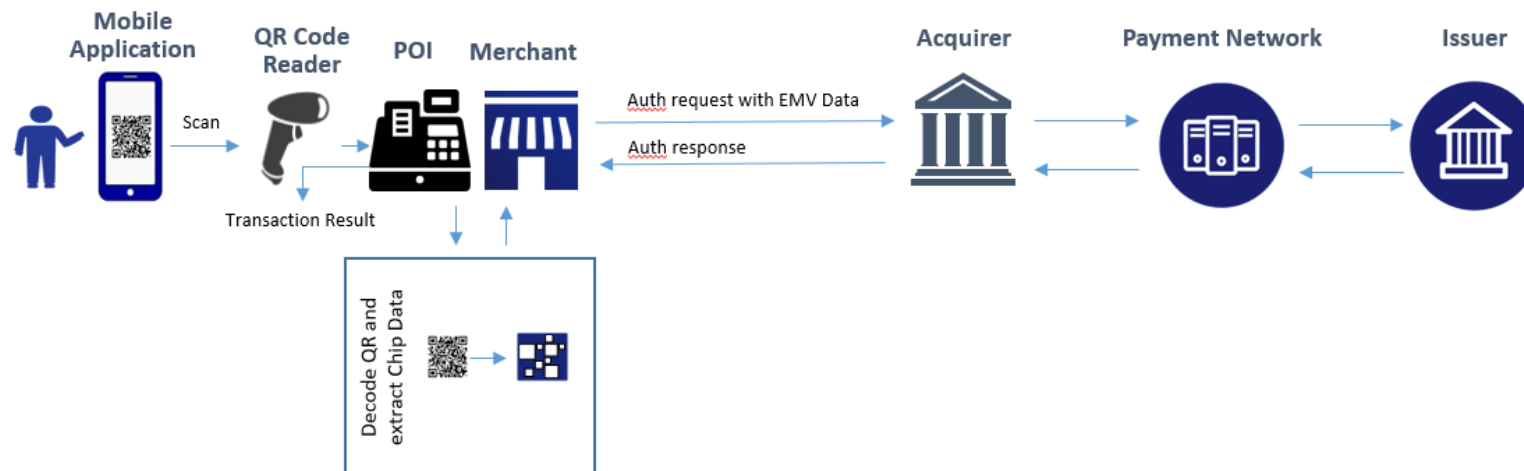 Mobile
Application
QR Code
Reader
POI
Merchant
Acquirer
Payment Network
Issuer
Scan
Auth request with EMV Data
Auth response
Transaction Result
Decode QR and
extract Chip Data